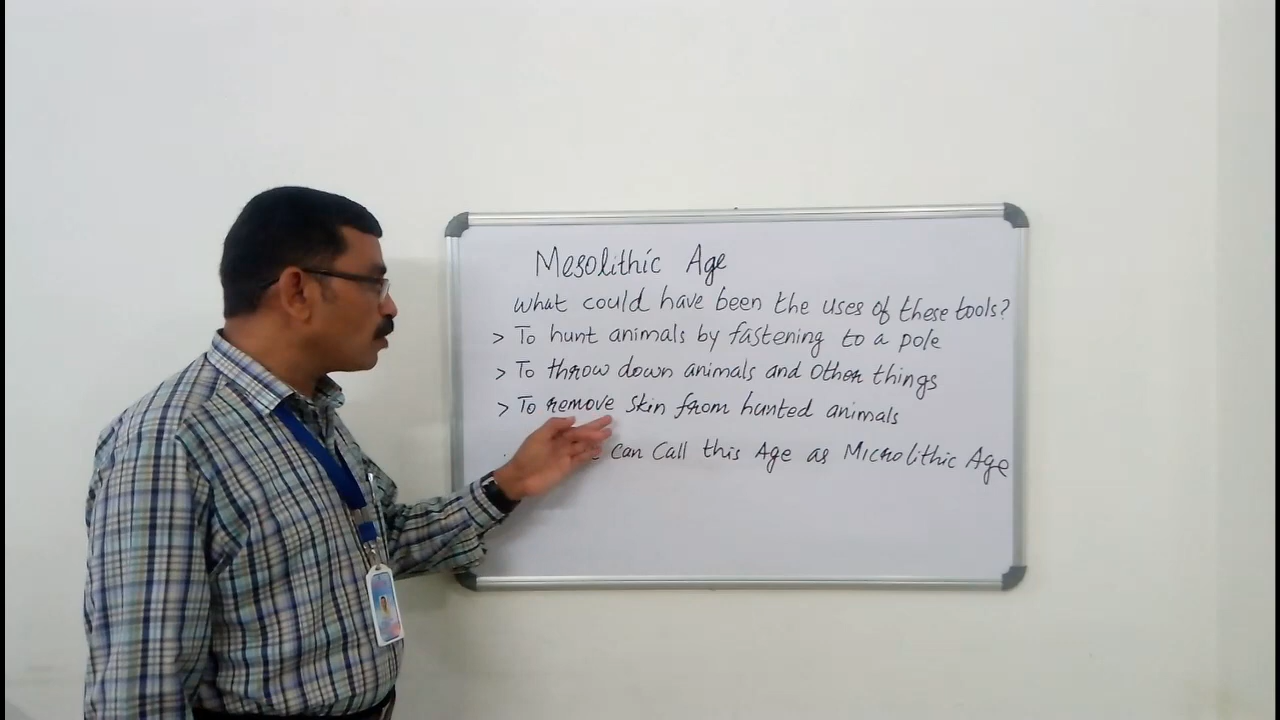 Mesolithic Age
What could have been the uses of these tools?
> To hunt animals by fastening to a pole
> To throw down animals and other things
> To remove skin from hunted animals
can call this Age as Microlithic Age